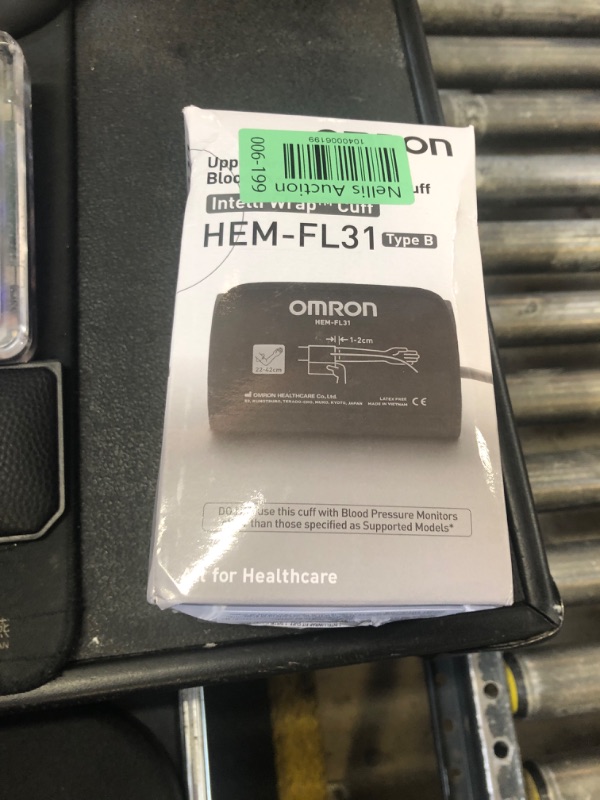 OMRON
Upp
Bloo uff
Intelli Wrap™ Cuff
HEM-FL31 Type B
1040006199
006-199
Nellis Auction
OMRON
HEM-FL31
1-2cm
22-42cm
OMRON HEALTHCARE Co., Ltd.
LATEX FREE
MADE IN VIETNAM CE
DO use this cuff with Blood Pressure Monitors
than those specified as Supported Models*
for Healthcare